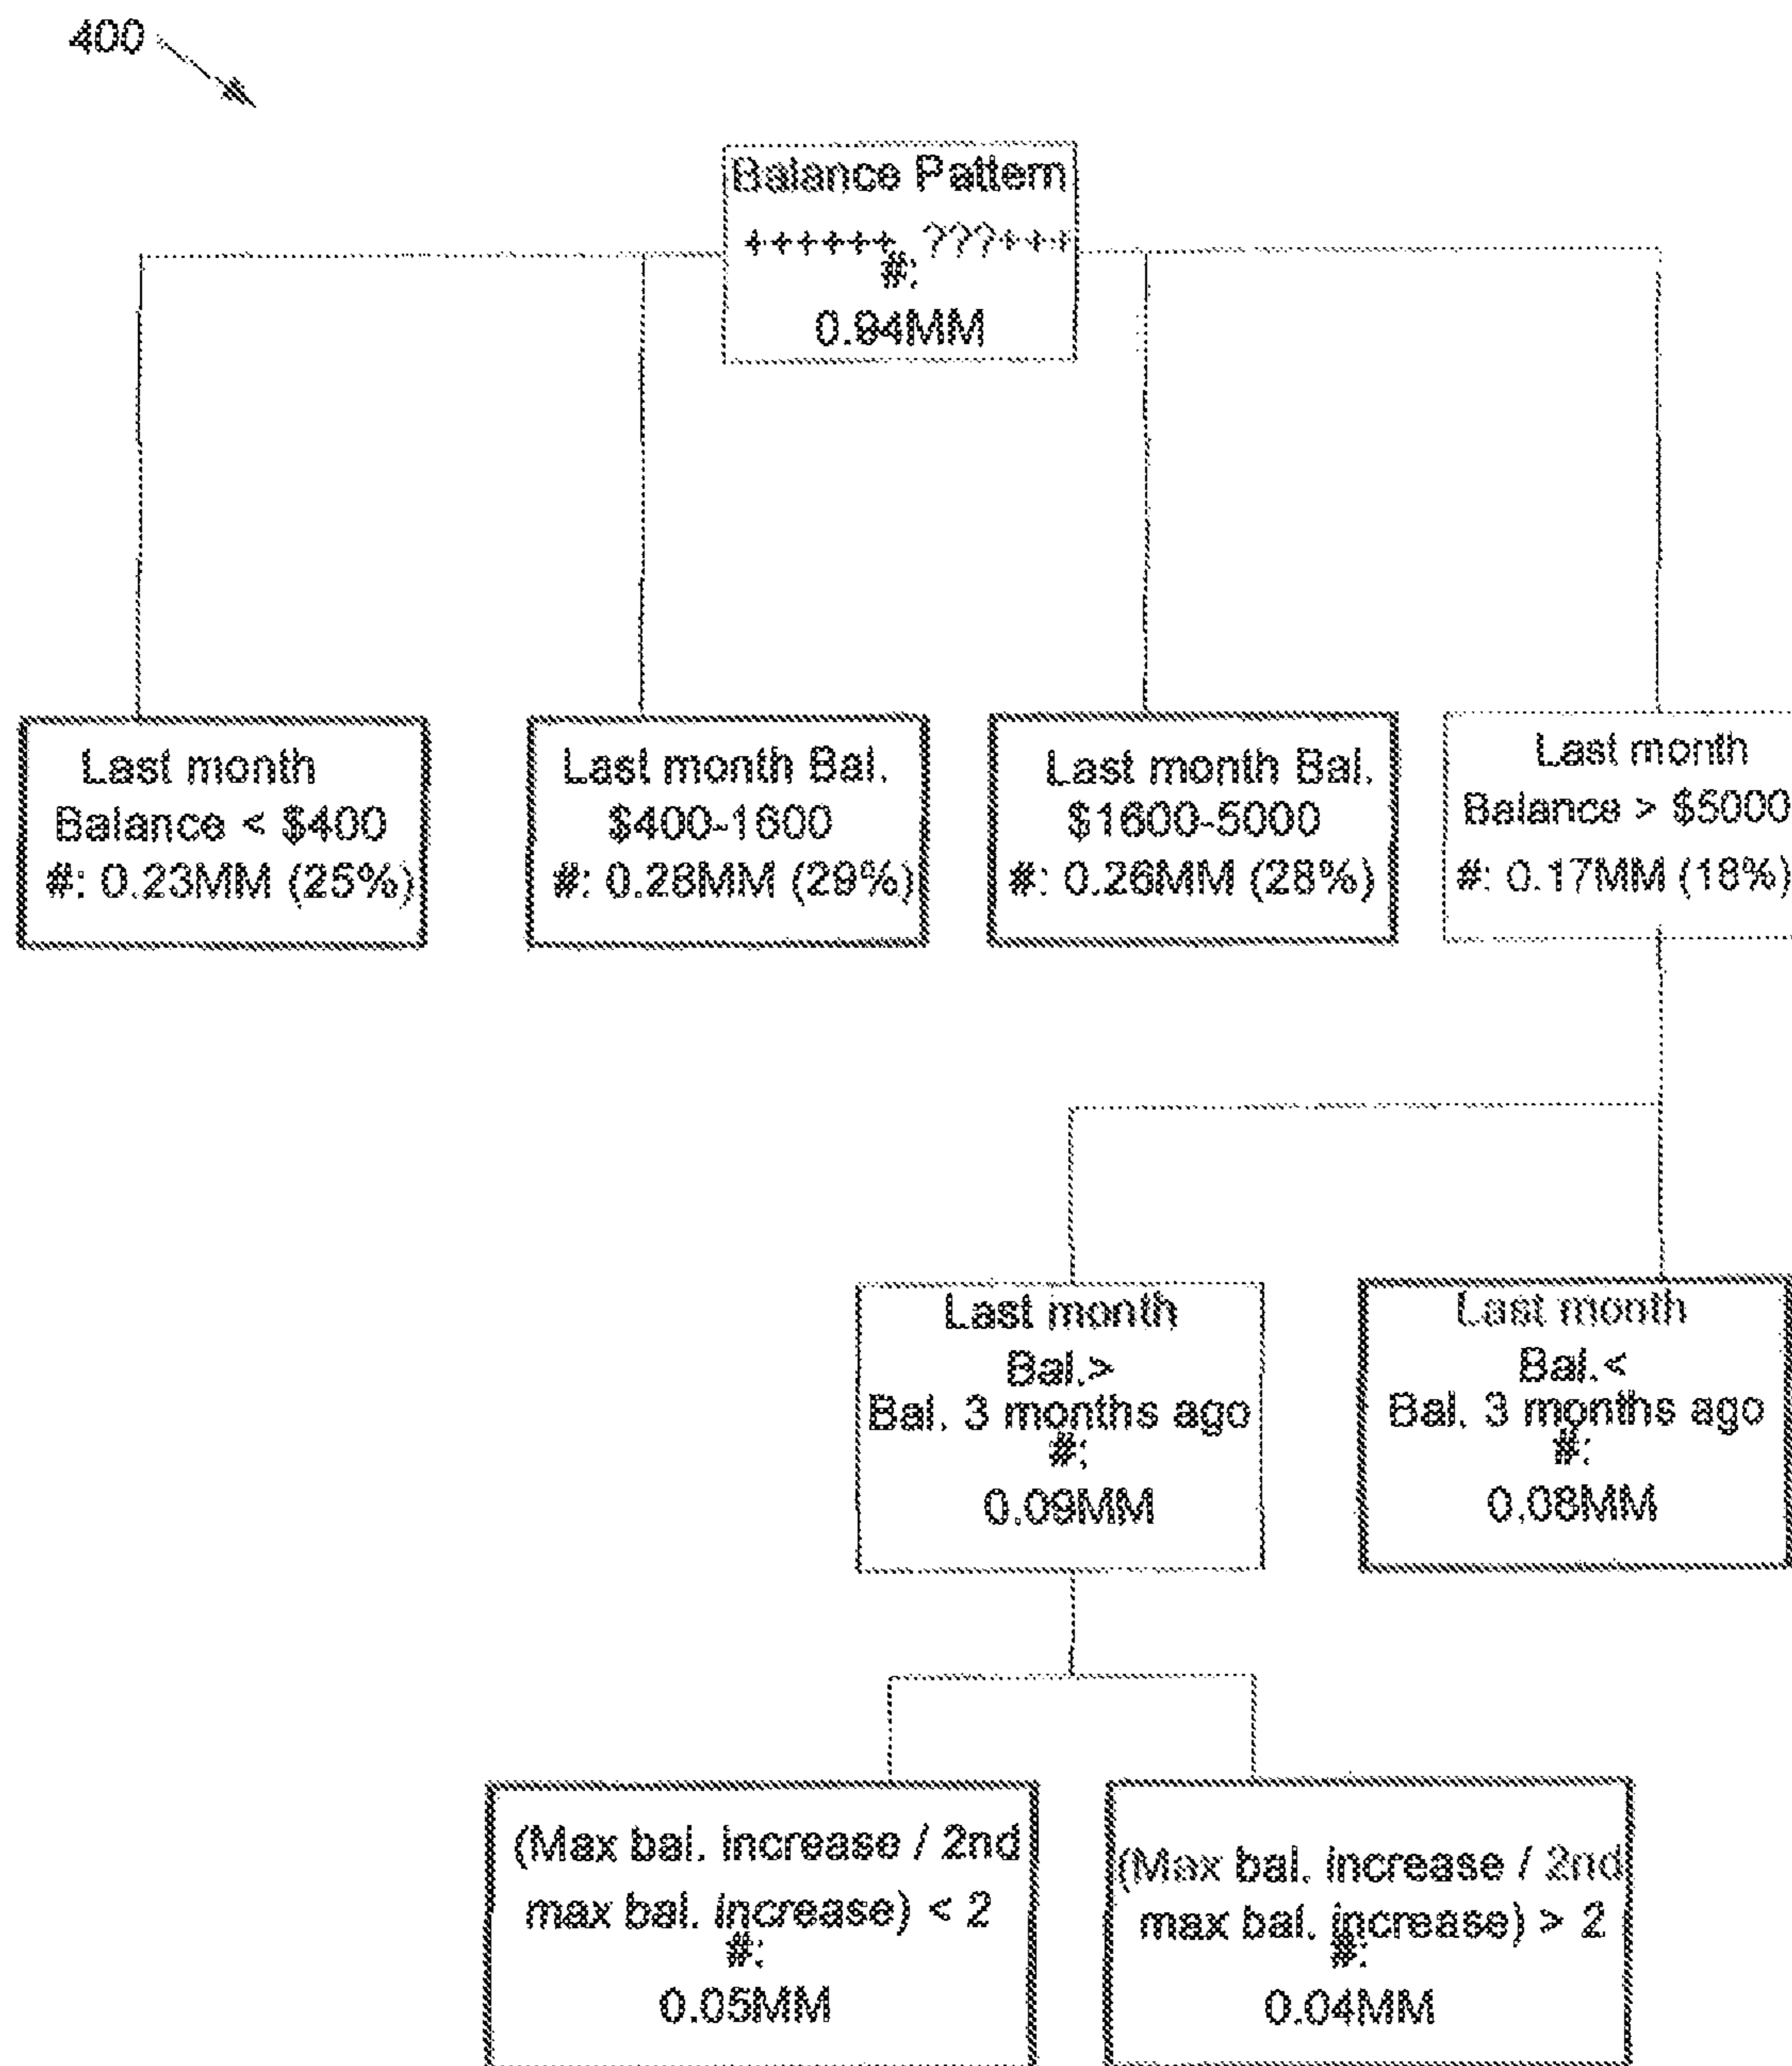 400
Balance Pattern
++++++, ???+++
#:
0.94MM
Last month
Balance < $400
#: 0.23MM (25%)
Last month Bal.
$400-1600
#: 0.28MM (29%)
Last month Bal.
$1600-5000
#: 0.26MM (28%)
Last month
Balance > $5000
#: 0.17MM (18%)
Last month
Bal.>
Bal. 3 months ago
#:
0.09MM
Last month
Bal.<
Bal. 3 months ago
#:
0.08MM
(Max bal. increase / 2nd
max bal. increase) < 2
#:
0.05MM
(Max bal. increase / 2nd
max bal. increase) > 2
#:
0.04MM